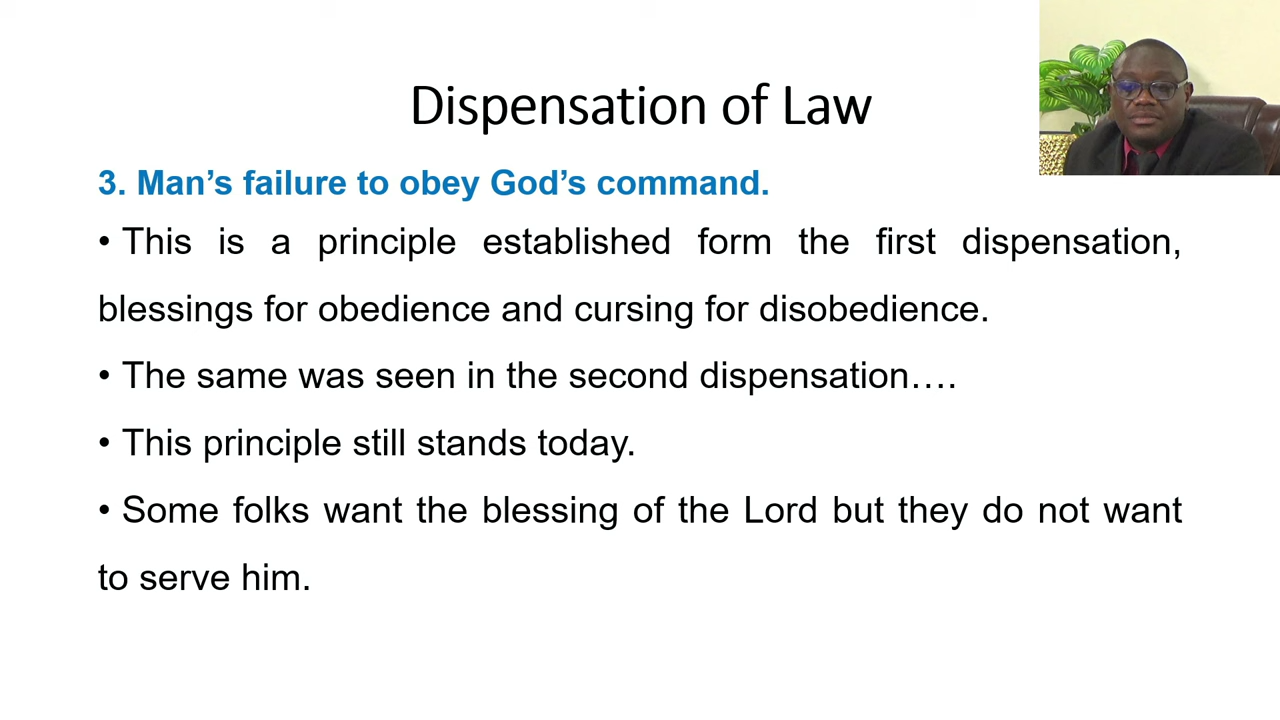 Dispensation of Law
3. Man’s failure to obey God’s command.
• This is a principle established form the first dispensation,
blessings for obedience and cursing for disobedience.
• The same was seen in the second dispensation….
• This principle still stands today.
• Some folks want the blessing of the Lord but they do not want
to serve him.